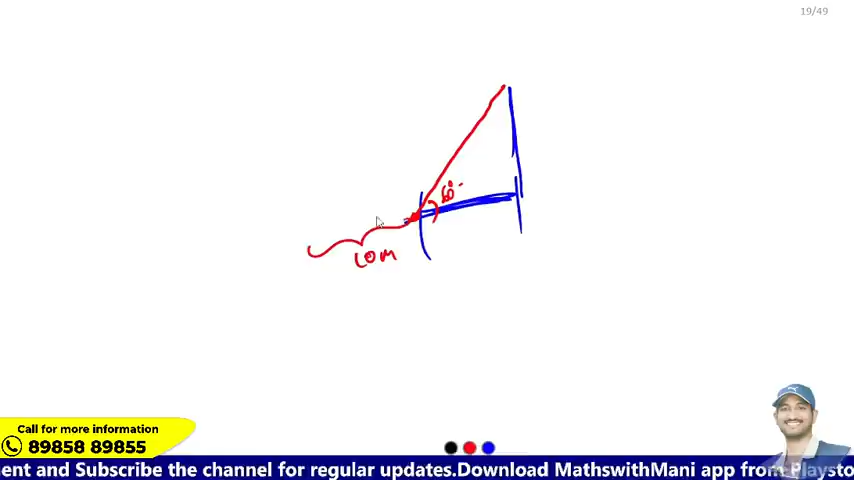 19/49
60°
10M
Call for more information
89858 89855
ent and Subscribe the channel for regular updates.Download MathswithMani app from Playsto